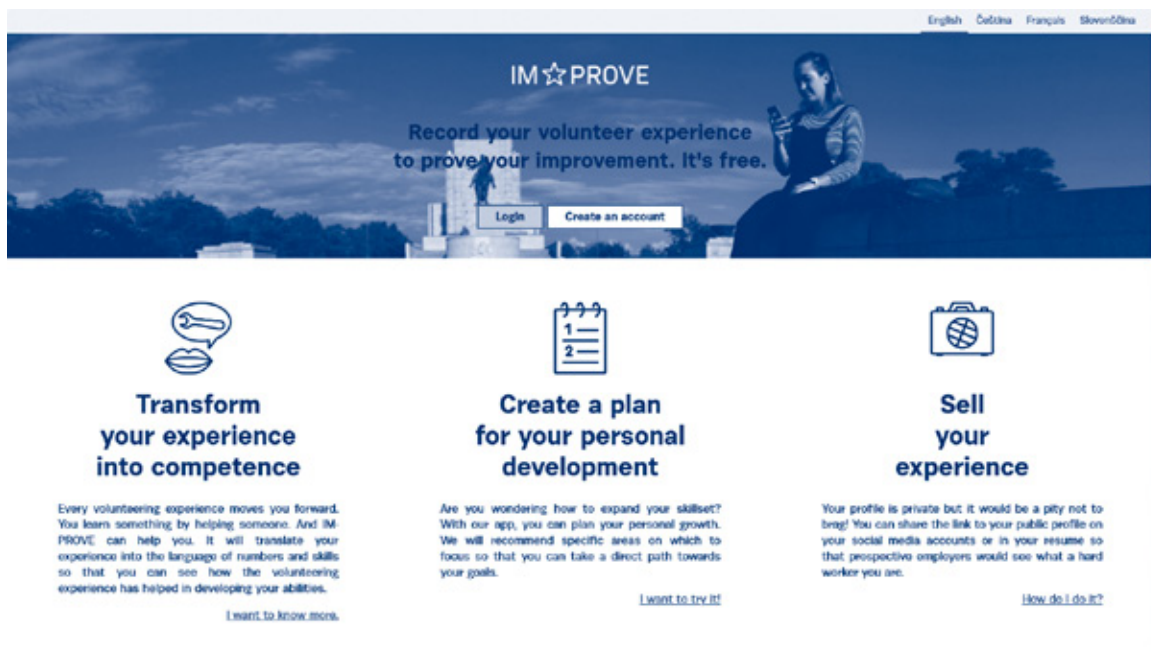 English Čeština Français Slovenščina
IM☆PROVE
Record your volunteer experience
to prove your improvement. It's free.
Login Create an account
1
2
Transform
your experience
into competence
Every volunteering experience moves you forward.
You learn something by helping someone. And IM-
PROVE can help you. It will translate your
experience into the language of numbers and skills
so that you can see how the volunteering
experience has helped in developing your abilities.
I want to know more.
Create a plan
for your personal
development
Are you wondering how to expand your skillset?
With our app, you can plan your personal growth.
We will recommend specific areas on which to
focus so that you can take a direct path towards
your goals.
I want to try it!
Sell
your
experience
Your profile is private but it would be a pity not to
brag! You can share the link to your public profile on
your social media accounts or in your resume so
that prospective employers would see what a hard
worker you are.
How do I do it?